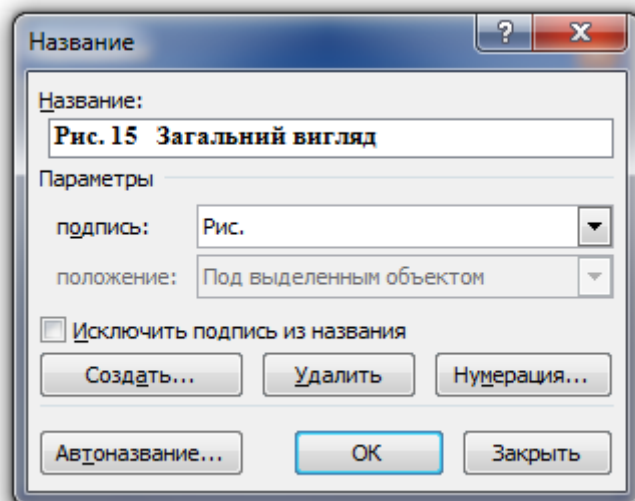 Название
Название:
Рис. 15 Загальний вигляд
Параметры
подпись: Рис.
положение: Под выделенным объектом
Исключить подпись из названия
Создать... Удалить Нумерация...
Автоназвание... ОК Закрыть